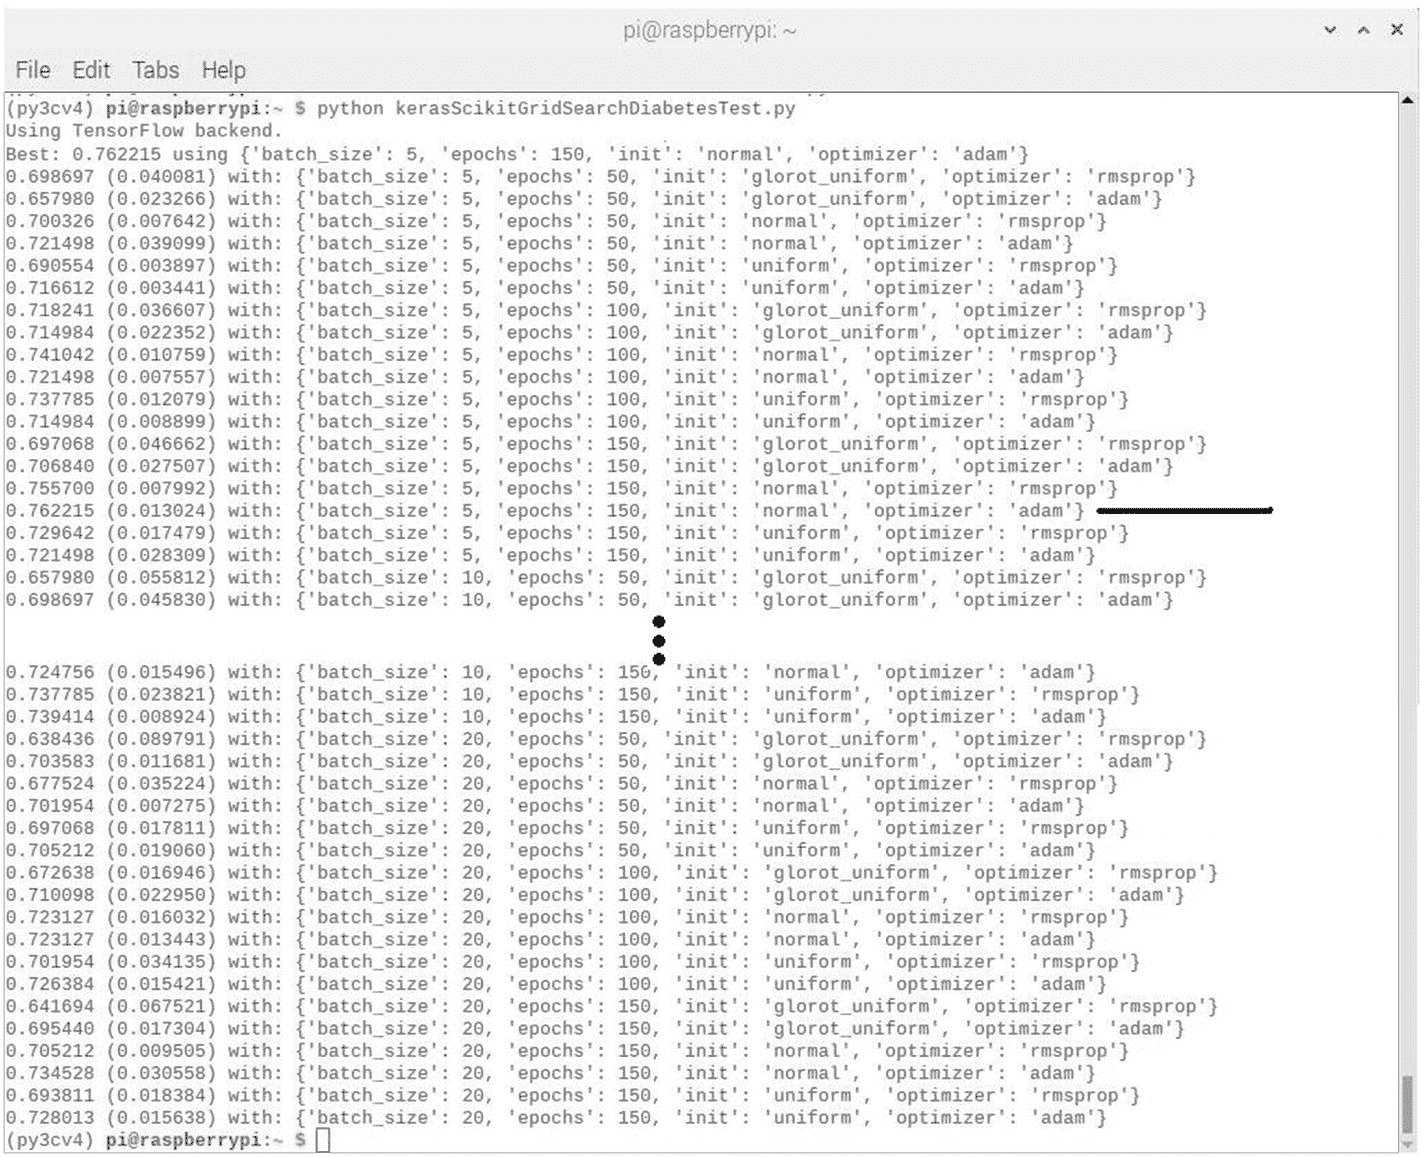 pi@raspberrypi: ~
File Edit Tabs Help
(py3cv4) pi@raspberrypi:~ $ python kerasScikitGridSearchDiabetesTest.py
Using TensorFlow backend.
Best: 0.762215 using {'batch_size': 5, 'epochs': 150, 'init': 'normal', 'optimizer': 'adam'}
0.698697 (0.040081) with: {'batch_size': 5, 'epochs': 50, 'init': 'glorot_uniform', 'optimizer': 'rmsprop'}
0.657980 (0.023266) with: {'batch_size': 5, 'epochs': 50, 'init': 'glorot_uniform', 'optimizer': 'adam'}
0.700326 (0.007642) with: {'batch_size': 5, 'epochs': 50, 'init': 'normal', 'optimizer': 'rmsprop'}
0.721498 (0.039099) with: {'batch_size': 5, 'epochs': 50, 'init': 'normal', 'optimizer': 'adam'}
0.690554 (0.003897) with: {'batch_size': 5, 'epochs': 50, 'init': 'uniform', 'optimizer': 'rmsprop'}
0.716612 (0.003441) with: {'batch_size': 5, 'epochs': 50, 'init': 'uniform', 'optimizer': 'adam'}
0.718241 (0.036607) with: {'batch_size': 5, 'epochs': 100, 'init': 'glorot_uniform', 'optimizer': 'rmsprop'}
0.714984 (0.022352) with: {'batch_size': 5, 'epochs': 100, 'init': 'glorot_uniform', 'optimizer': 'adam'}
0.741042 (0.010759) with: {'batch_size': 5, 'epochs': 100, 'init': 'normal', 'optimizer': 'rmsprop'}
0.721498 (0.007557) with: {'batch_size': 5, 'epochs': 100, 'init': 'normal', 'optimizer': 'adam'}
0.737785 (0.012079) with: {'batch_size': 5, 'epochs': 100, 'init': 'uniform', 'optimizer': 'rmsprop'}
0.714984 (0.008899) with: {'batch_size': 5, 'epochs': 100, 'init': 'uniform', 'optimizer': 'adam'}
0.697068 (0.046662) with: {'batch_size': 5, 'epochs': 150, 'init': 'glorot_uniform', 'optimizer': 'rmsprop'}
0.706840 (0.027507) with: {'batch_size': 5, 'epochs': 150, 'init': 'glorot_uniform', 'optimizer': 'adam'}
0.755700 (0.007992) with: {'batch_size': 5, 'epochs': 150, 'init': 'normal', 'optimizer': 'rmsprop'}
0.762215 (0.013024) with: {'batch_size': 5, 'epochs': 150, 'init': 'normal', 'optimizer': 'adam'}
0.729642 (0.017479) with: {'batch_size': 5, 'epochs': 150, 'init': 'uniform', 'optimizer': 'rmsprop'}
0.721498 (0.028309) with: {'batch_size': 5, 'epochs': 150, 'init': 'uniform', 'optimizer': 'adam'}
0.657980 (0.055812) with: {'batch_size': 10, 'epochs': 50, 'init': 'glorot_uniform', 'optimizer': 'rmsprop'}
0.698697 (0.045830) with: {'batch_size': 10, 'epochs': 50, 'init': 'glorot_uniform', 'optimizer': 'adam'}
0.724756 (0.015496) with: {'batch_size': 10, 'epochs': 150, 'init': 'normal', 'optimizer': 'adam'}
0.737785 (0.023821) with: {'batch_size': 10, 'epochs': 150, 'init': 'uniform', 'optimizer': 'rmsprop'}
0.739414 (0.008924) with: {'batch_size': 10, 'epochs': 150, 'init': 'uniform', 'optimizer': 'adam'}
0.638436 (0.089791) with: {'batch_size': 20, 'epochs': 50, 'init': 'glorot_uniform', 'optimizer': 'rmsprop'}
0.703583 (0.011681) with: {'batch_size': 20, 'epochs': 50, 'init': 'glorot_uniform', 'optimizer': 'adam'}
0.677524 (0.035224) with: {'batch_size': 20, 'epochs': 50, 'init': 'normal', 'optimizer': 'rmsprop'}
0.701954 (0.007275) with: {'batch_size': 20, 'epochs': 50, 'init': 'normal', 'optimizer': 'adam'}
0.697068 (0.017811) with: {'batch_size': 20, 'epochs': 50, 'init': 'uniform', 'optimizer': 'rmsprop'}
0.705212 (0.019060) with: {'batch_size': 20, 'epochs': 50, 'init': 'uniform', 'optimizer': 'adam'}
0.672638 (0.016946) with: {'batch_size': 20, 'epochs': 100, 'init': 'glorot_uniform', 'optimizer': 'rmsprop'}
0.710098 (0.022950) with: {'batch_size': 20, 'epochs': 100, 'init': 'glorot_uniform', 'optimizer': 'adam'}
0.723127 (0.016032) with: {'batch_size': 20, 'epochs': 100, 'init': 'normal', 'optimizer': 'rmsprop'}
0.723127 (0.013443) with: {'batch_size': 20, 'epochs': 100, 'init': 'normal', 'optimizer': 'adam'}
0.701954 (0.034135) with: {'batch_size': 20, 'epochs': 100, 'init': 'uniform', 'optimizer': 'rmsprop'}
0.726384 (0.015421) with: {'batch_size': 20, 'epochs': 100, 'init': 'uniform', 'optimizer': 'adam'}
0.641694 (0.067521) with: {'batch_size': 20, 'epochs': 150, 'init': 'glorot_uniform', 'optimizer': 'rmsprop'}
0.695440 (0.017304) with: {'batch_size': 20, 'epochs': 150, 'init': 'glorot_uniform', 'optimizer': 'adam'}
0.705212 (0.009505) with: {'batch_size': 20, 'epochs': 150, 'init': 'normal', 'optimizer': 'rmsprop'}
0.734528 (0.030558) with: {'batch_size': 20, 'epochs': 150, 'init': 'normal', 'optimizer': 'adam'}
0.693811 (0.018384) with: {'batch_size': 20, 'epochs': 150, 'init': 'uniform', 'optimizer': 'rmsprop'}
0.728013 (0.015638) with: {'batch_size': 20, 'epochs': 150, 'init': 'uniform', 'optimizer': 'adam'}
(py3cv4) pi@raspberrypi:~ $